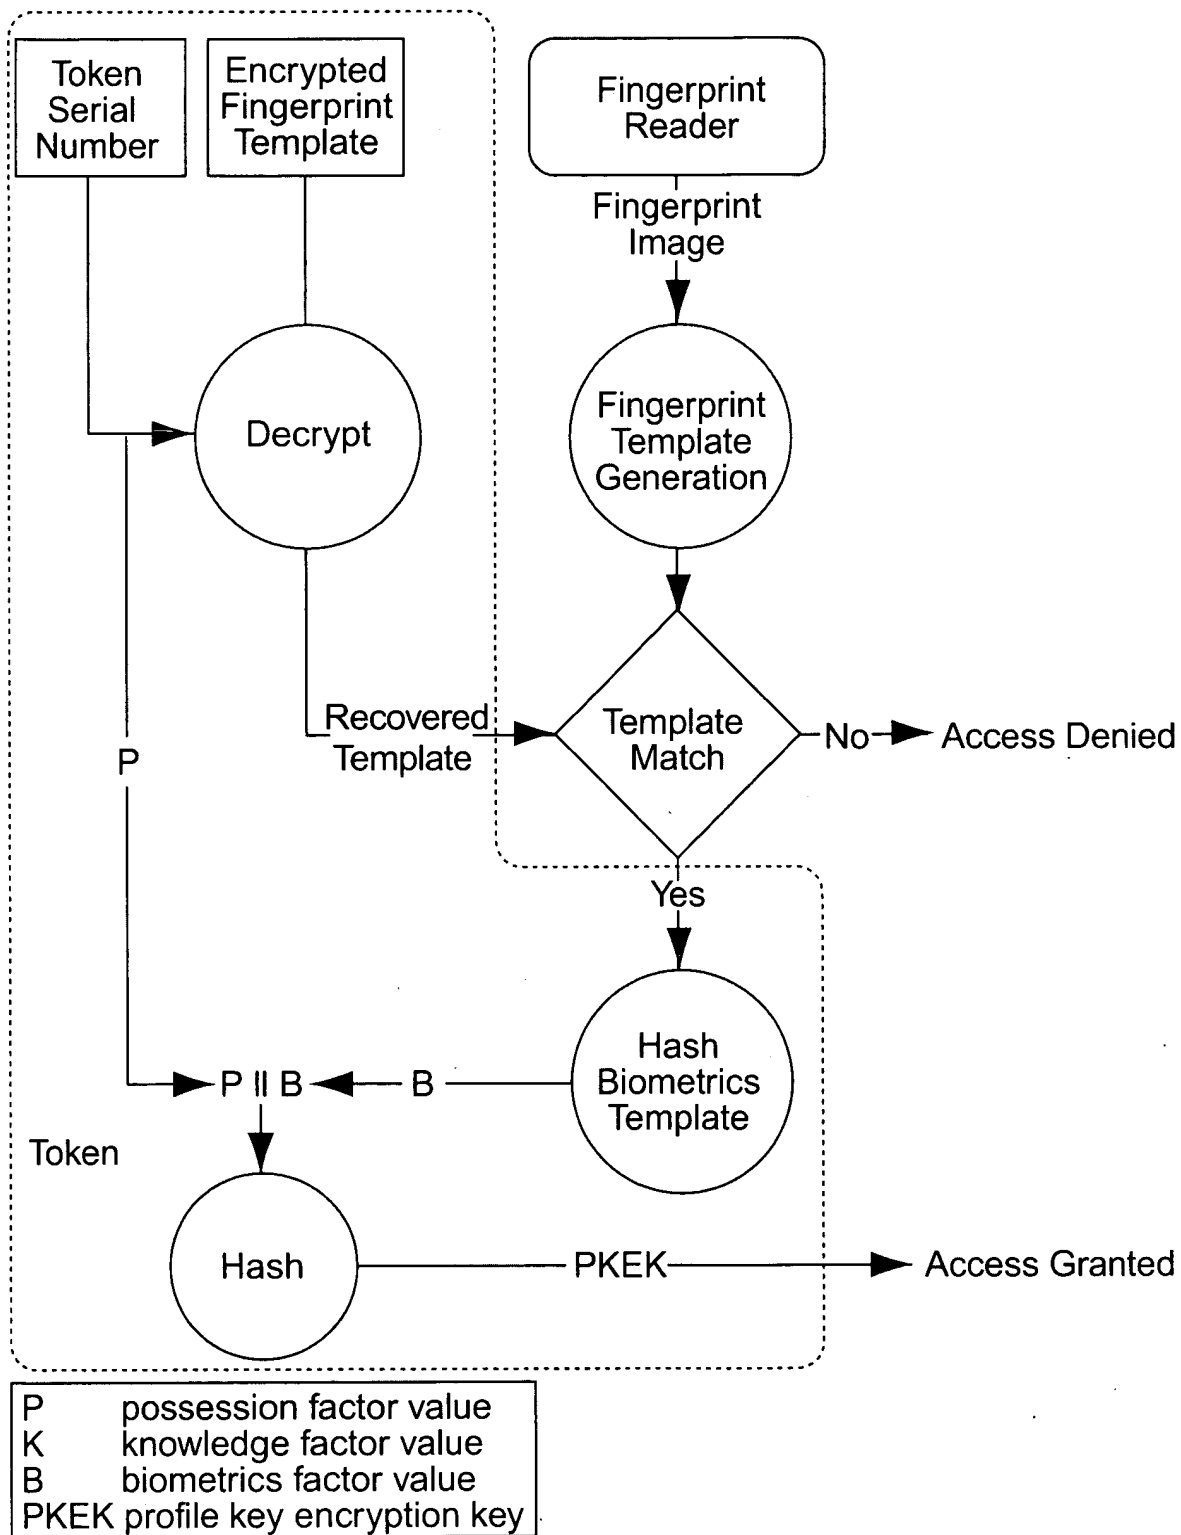 Token
Serial
Number
Encrypted
Fingerprint
Template
Fingerprint
Reader
Fingerprint
Image
Decrypt
Fingerprint
Template
Generation
Recovered
Template
Template
Match
No
Access Denied
P
Yes
Hash
Biometrics
Template
P || B
B
Token
Hash
PKEK
Access Granted
P possession factor value
K knowledge factor value
B biometrics factor value
PKEK profile key encryption key